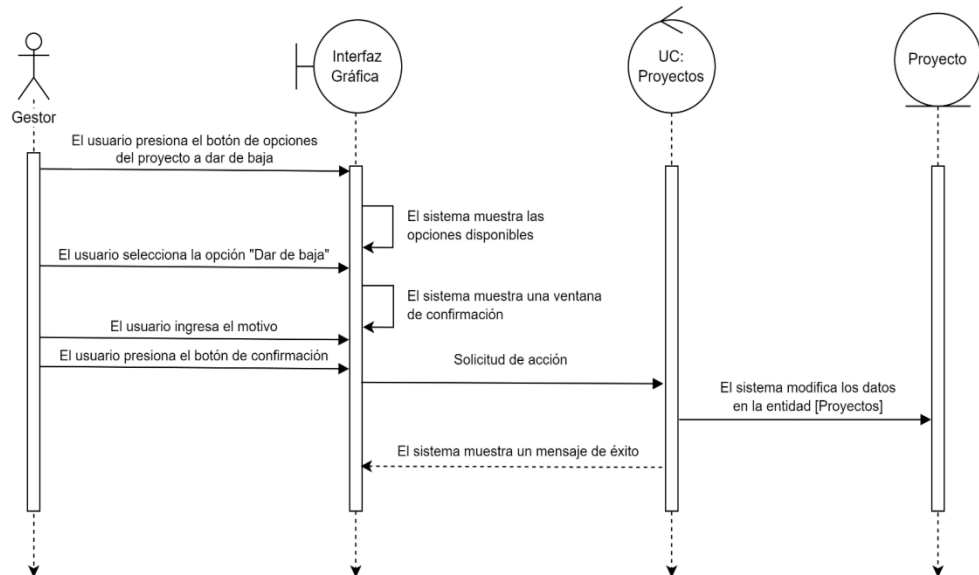 Interfaz
Gráfica
UC:
Proyectos
Proyecto
Gestor
El usuario presiona el botón de opciones
del proyecto a dar de baja
El sistema muestra las
opciones disponibles
El usuario selecciona la opción "Dar de baja"
El sistema muestra una ventana
de confirmación
El usuario ingresa el motivo
El usuario presiona el botón de confirmación
Solicitud de acción
El sistema modifica los datos
en la entidad [Proyectos]
El sistema muestra un mensaje de éxito